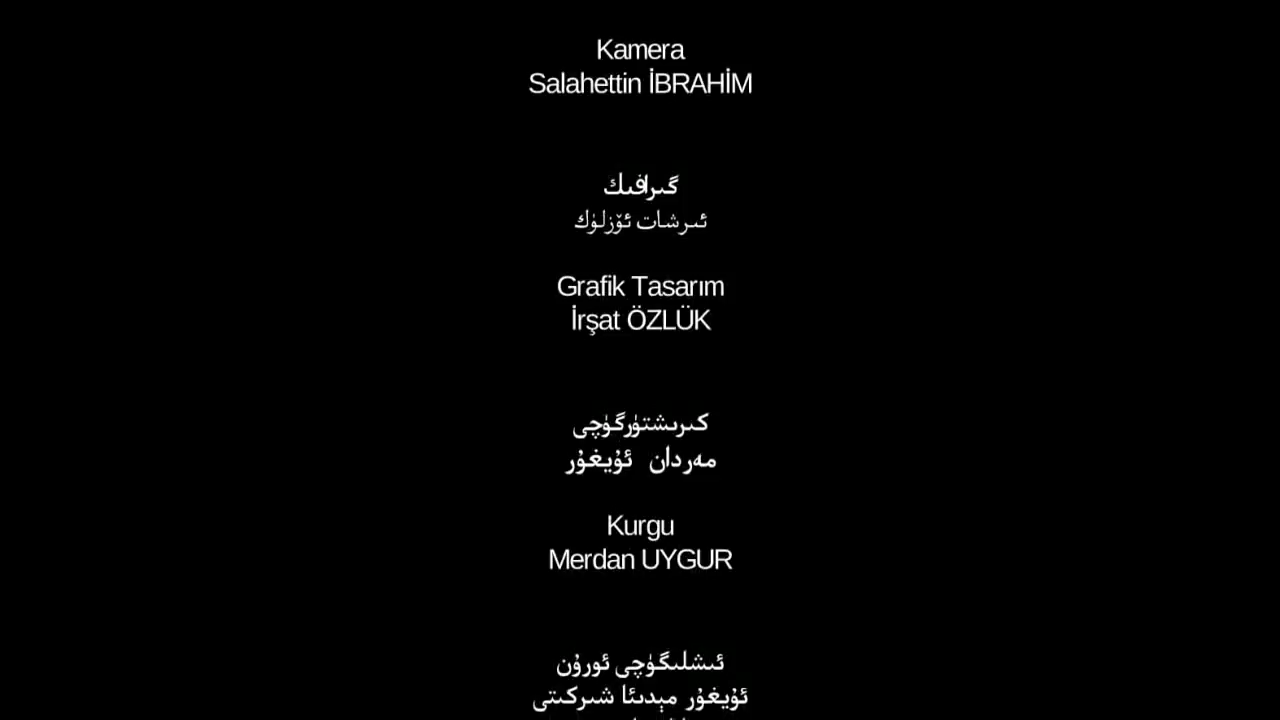 Kamera
Salahettin İBRAHİM
گىرافىك
ئىرشات ئۆزلۈك
Grafik Tasarım
İrşat ÖZLÜK
كىرىشتۈرگۈچى
مەردان ئۇيغۇر
Kurgu
Merdan UYGUR
ئىشلىگۈچى ئورۇن
ئۇيغۇر مېدىئا شىركىتى